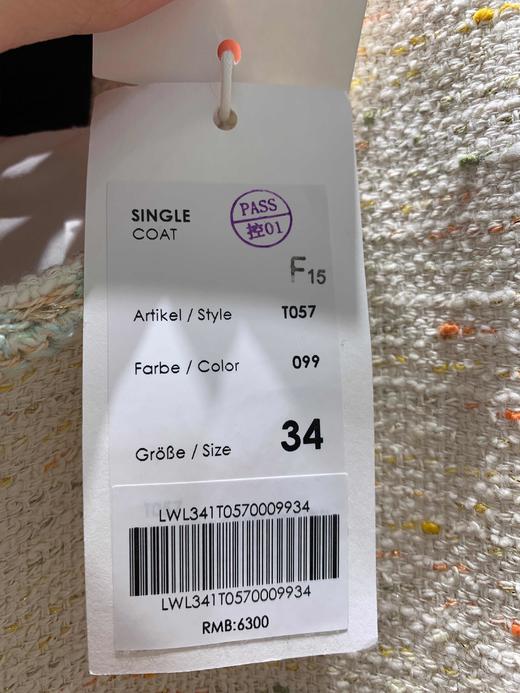 SINGLE
COAT
PASS
控01
F15
Artikel / Style T057
Farbe / Color 099
Größe / Size 34
LWL341T0570009934
LWL341T0570009934
RMB:6300